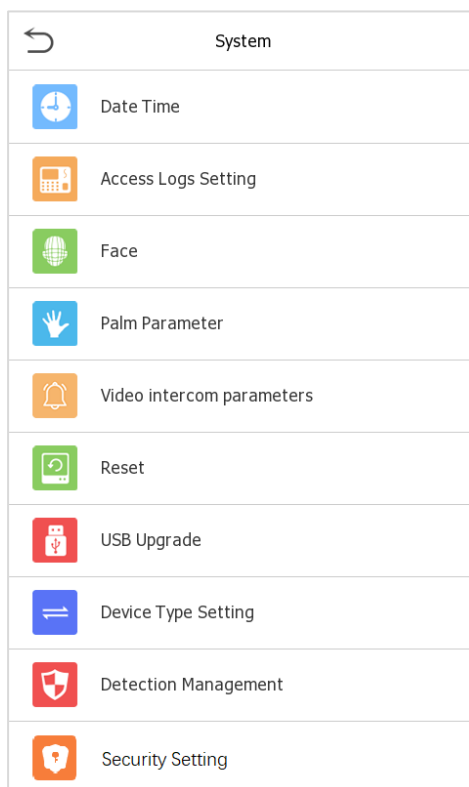 System
Date Time
Access Logs Setting
Face
Palm Parameter
Video intercom parameters
Reset
USB Upgrade
Device Type Setting
Detection Management
Security Setting